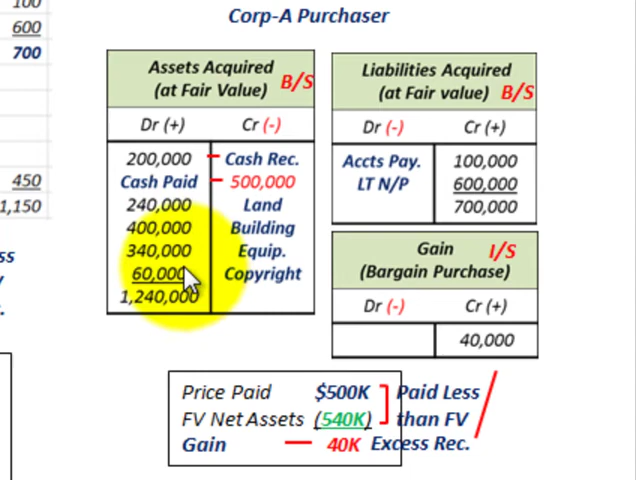 Corp-A Purchaser
100
600
700
450
1,150
ss
Assets Acquired
(at Fair Value) B/S
Dr (+) Cr (-)
200,000 Cash Rec.
Cash Paid 500,000
240,000 Land
400,000 Building
340,000 Equip.
60,000 Copyright
1,240,000
Liabilities Acquired
(at Fair value) B/S
Dr (-) Cr (+)
Accts Pay. 100,000
LT N/P 600,000
700,000
Gain I/S
(Bargain Purchase)
Dr (-) Cr (+)
40,000
Price Paid $500K Paid Less
FV Net Assets (540K) than FV
Gain 40K Excess Rec.